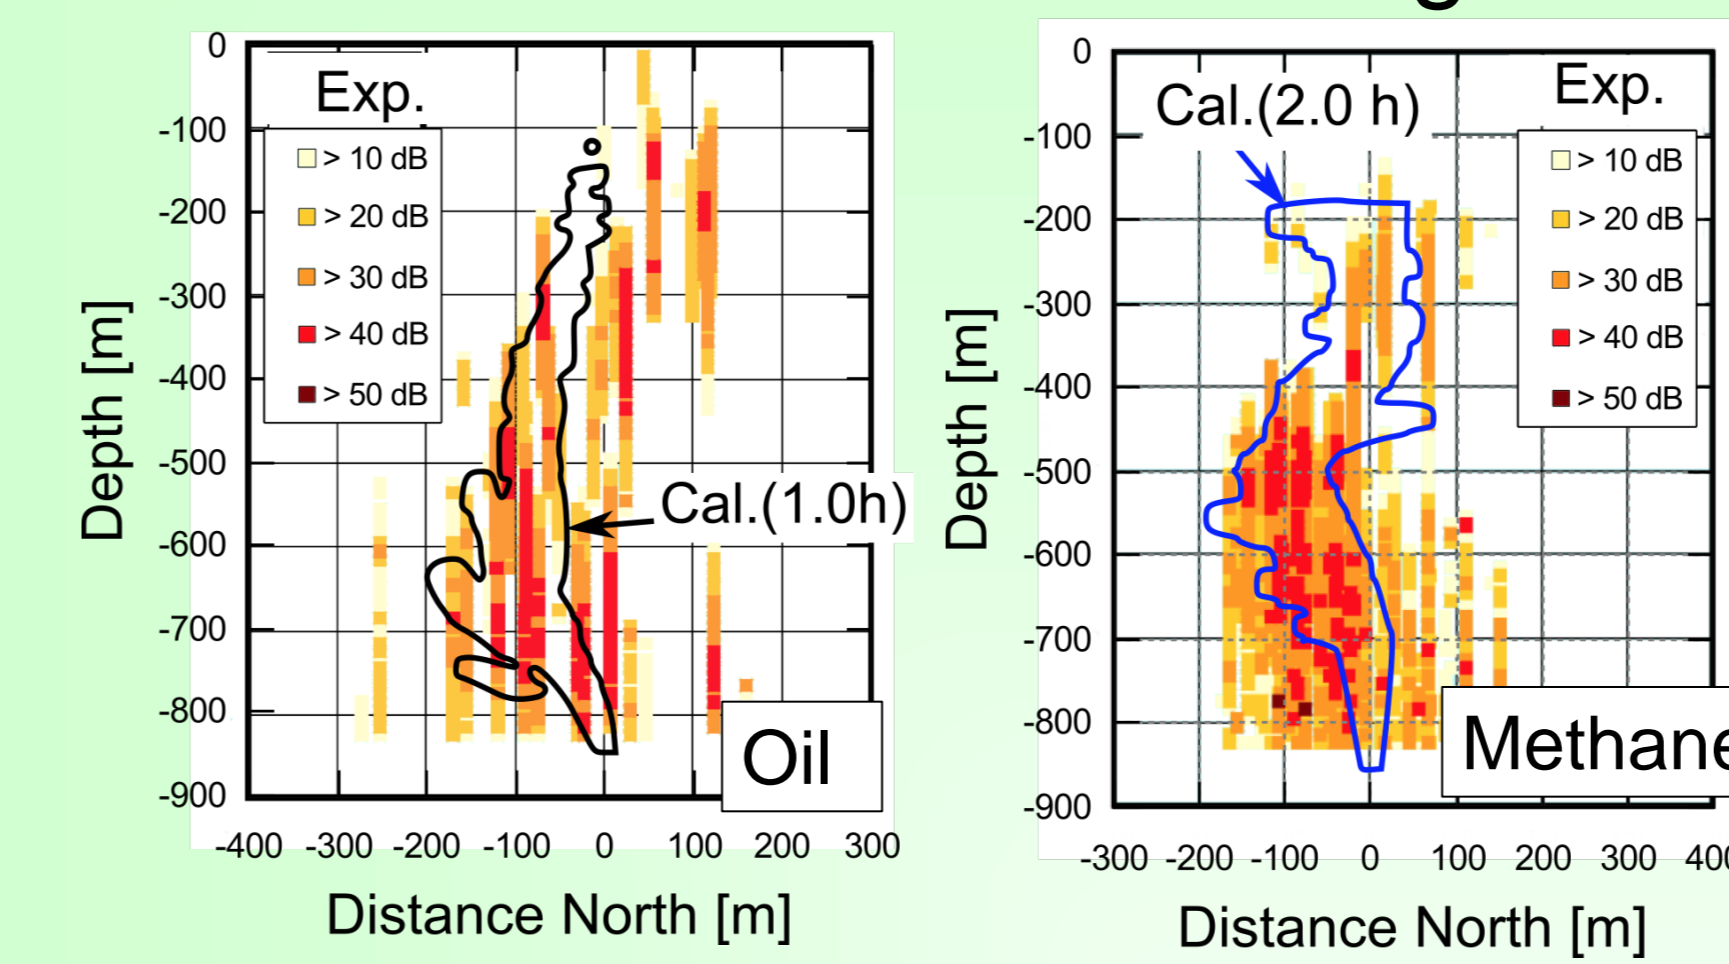 Exp.
> 10 dB
> 20 dB
> 30 dB
> 40 dB
> 50 dB
Cal.(1.0h)
Oil
0
-100
-200
-300
-400
-500
-600
-700
-800
-900
-400 -300 -200 -100 0 100 200 300
Depth [m]
Distance North [m]
Cal.(2.0 h)
Exp.
> 10 dB
> 20 dB
> 30 dB
> 40 dB
> 50 dB
Methane
0
-100
-200
-300
-400
-500
-600
-700
-800
-900
-300 -200 -100 0 100 200 300
Depth [m]
Distance North [m]